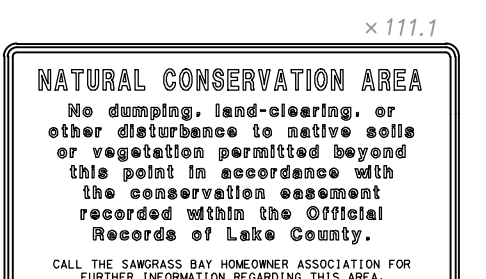 × 111.1
NATURAL CONSERVATION AREA
No dumping, land-clearing, or
other disturbance to native soils
or vegetation permitted beyond
this point in accordance with
the conservation easement
recorded within the Official
Records of Lake County.
CALL THE SAWGRASS BAY HOMEOWNER ASSOCIATION FOR
FURTHER INFORMATION REGARDING THIS AREA.